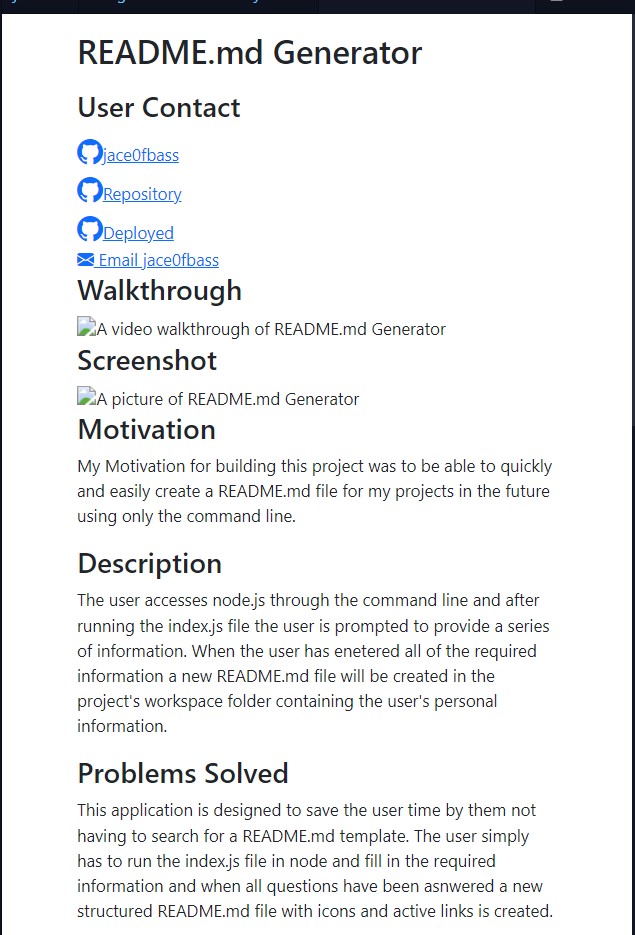 README.md Generator
User Contact
jace0fbass
Repository
Deployed
Email jace0fbass
Walkthrough
A video walkthrough of README.md Generator
Screenshot
A picture of README.md Generator
Motivation
My Motivation for building this project was to be able to quickly
and easily create a README.md file for my projects in the future
using only the command line.
Description
The user accesses node.js through the command line and after
running the index.js file the user is prompted to provide a series
of information. When the user has enetered all of the required
information a new README.md file will be created in the
project's workspace folder containing the user's personal
information.
Problems Solved
This application is designed to save the user time by them not
having to search for a README.md template. The user simply
has to run the index.js file in node and fill in the required
information and when all questions have been asnwered a new
structured README.md file with icons and active links is created.